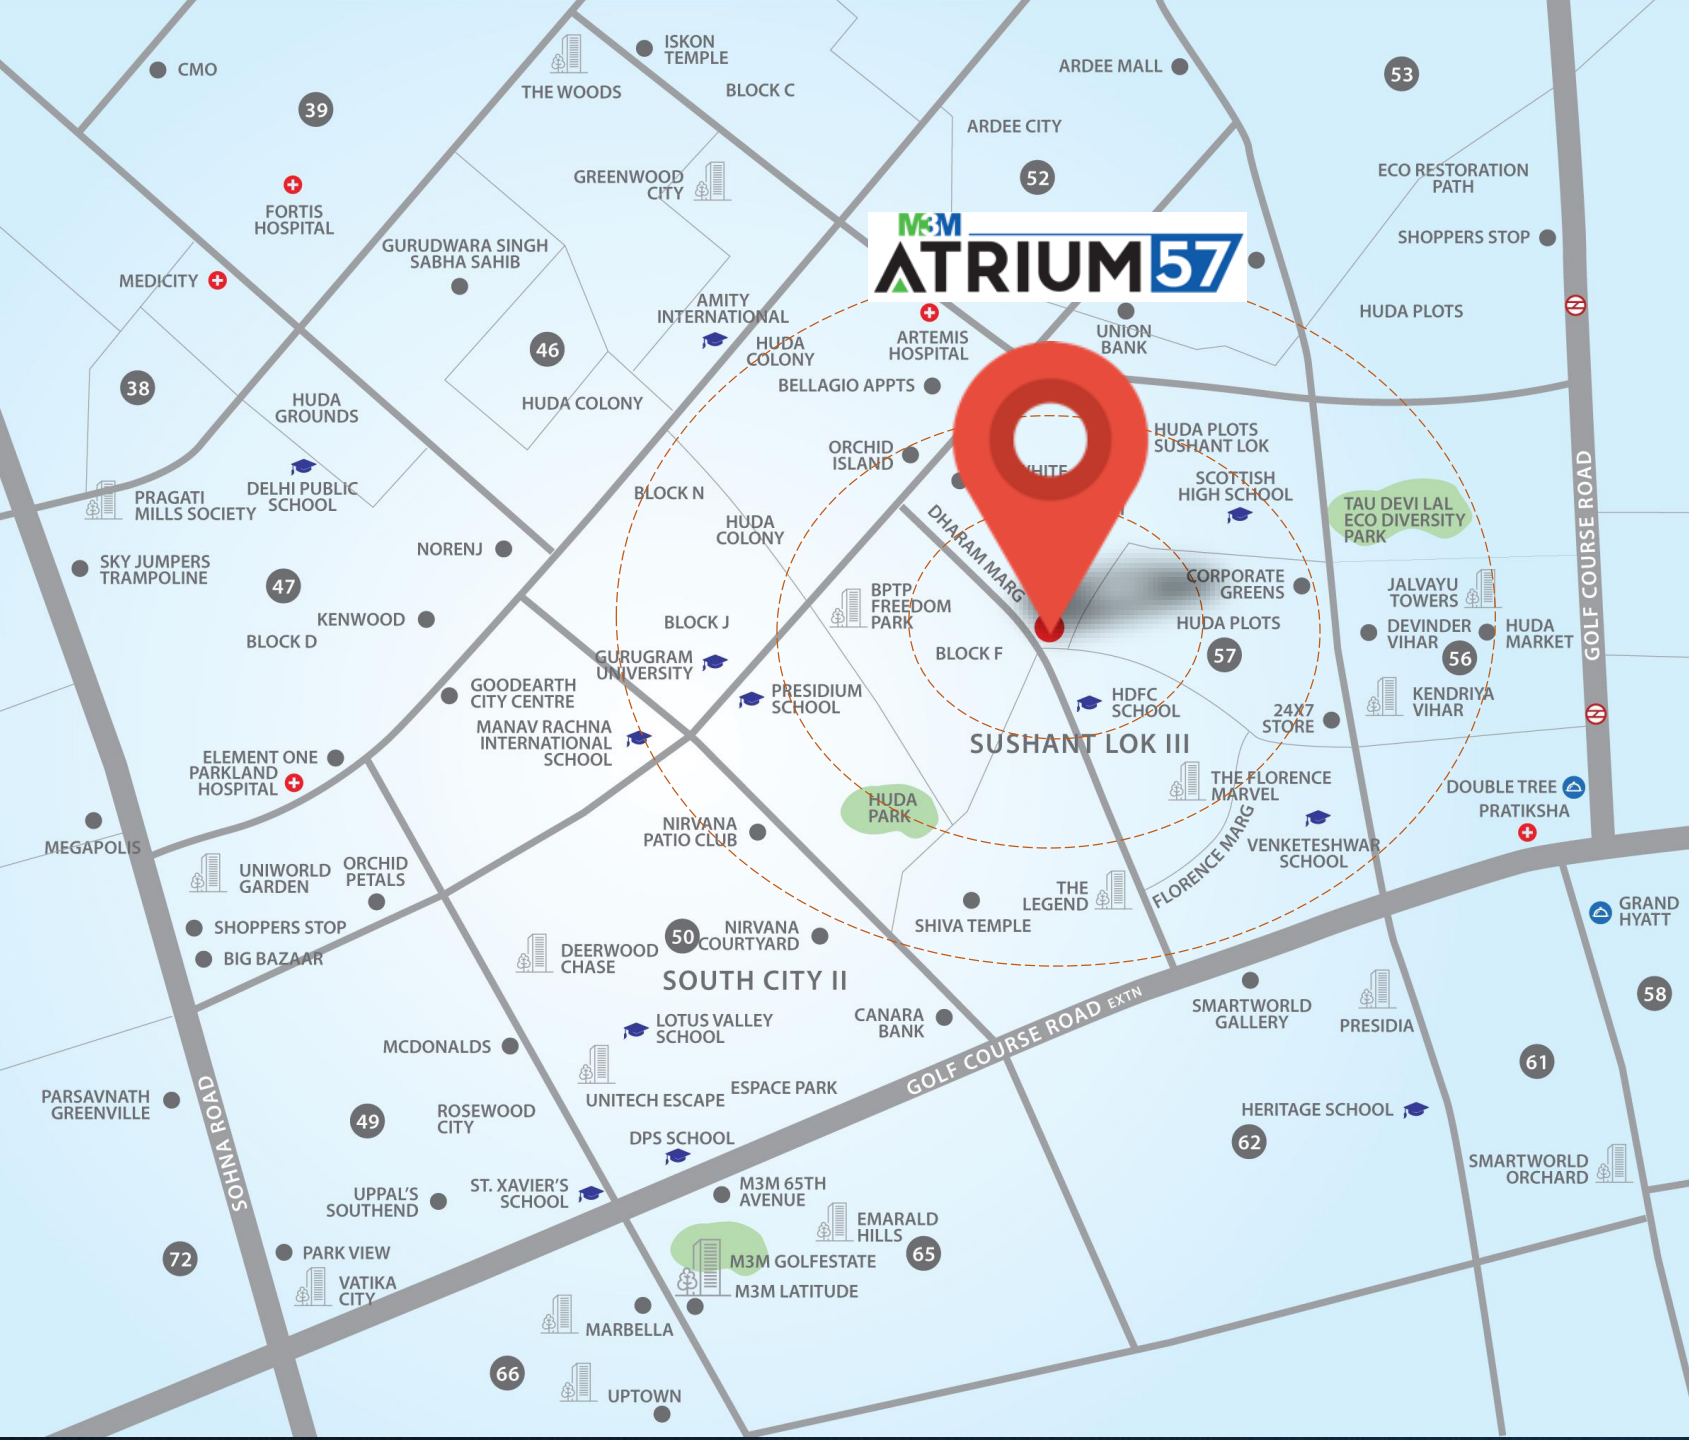 CMO
39
THE WOODS
ISKON
TEMPLE
BLOCK C
ARDEE MALL
53
ARDEE CITY
52
ECO RESTORATION
PATH
GREENWOOD
CITY
FORTIS
HOSPITAL
SHOPPERS STOP
M3M
ATRIUM 57
GURUDWARA SINGH
SABHA SAHIB
MEDICITY
AMITY
INTERNATIONAL
HUDA PLOTS
UNION
BANK
ARTEMIS
HOSPITAL
HUDA
COLONY
46
38
BELLAGIO APPTS
HUDA
GROUNDS
HUDA COLONY
HUDA PLOTS
SUSHANT LOK
ORCHID
ISLAND
SCOTTISH
HIGH SCHOOL
PRAGATI
MILLS SOCIETY
DELHI PUBLIC
SCHOOL
BLOCK N
HUDA
COLONY
DHARAM MARG
TAU DEVI LAL
ECO DIVERSITY
PARK
GOLF COURSE ROAD
NORENJ
SKY JUMPERS
TRAMPOLINE
47
KENWOOD
BLOCK D
BPTP
FREEDOM
PARK
CORPORATE
GREENS
JALVAYU
TOWERS
HUDA PLOTS
57
DEVINDER
VIHAR
56
HUDA
MARKET
BLOCK J
BLOCK F
GURUGRAM
UNIVERSITY
GOODEARTH
CITY CENTRE
PRESIDIUM
SCHOOL
HDFC
SCHOOL
KENDRIYA
VIHAR
24X7
STORE
MANAV RACHNA
INTERNATIONAL
SCHOOL
SUSHANT LOK III
ELEMENT ONE
PARKLAND
HOSPITAL
THE FLORENCE
MARVEL
DOUBLE TREE
PRATIKSHA
HUDA
PARK
MEGAPOLIS
NIRVANA
PATIO CLUB
FLORENCE MARG
VENKETESHWAR
SCHOOL
UNIWORLD
GARDEN
ORCHID
PETALS
THE
LEGEND
GRAND
HYATT
SHOPPERS STOP
BIG BAZAAR
SHIVA TEMPLE
50
NIRVANA
COURTYARD
DEERWOOD
CHASE
SOUTH CITY II
58
LOTUS VALLEY
SCHOOL
CANARA
BANK
GOLF COURSE ROAD EXTN
SMARTWORLD
GALLERY
PRESIDIA
MCDONALDS
61
PARSAVNATH
GREENVILLE
SOHNA ROAD
49
ROSEWOOD
CITY
UNITECH ESCAPE
ESPACE PARK
HERITAGE SCHOOL
62
DPS SCHOOL
SMARTWORLD
ORCHARD
UPPAL'S
SOUTHEND
ST. XAVIER'S
SCHOOL
M3M 65TH
AVENUE
EMARALD
HILLS
65
72
PARK VIEW
VATIKA
CITY
M3M GOLFESTATE
M3M LATITUDE
MARBELLA
66
UPTOWN